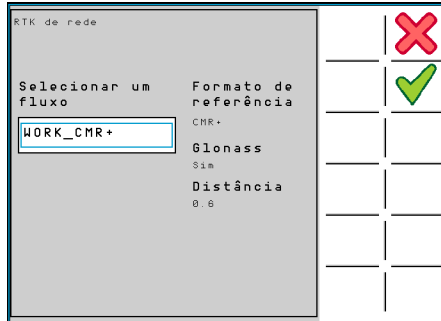 RTK de rede
Selecionar um
fluxo
WORK_CMR+
Formato de
referência
CMR+
Glonass
Sim
Distância
0.6